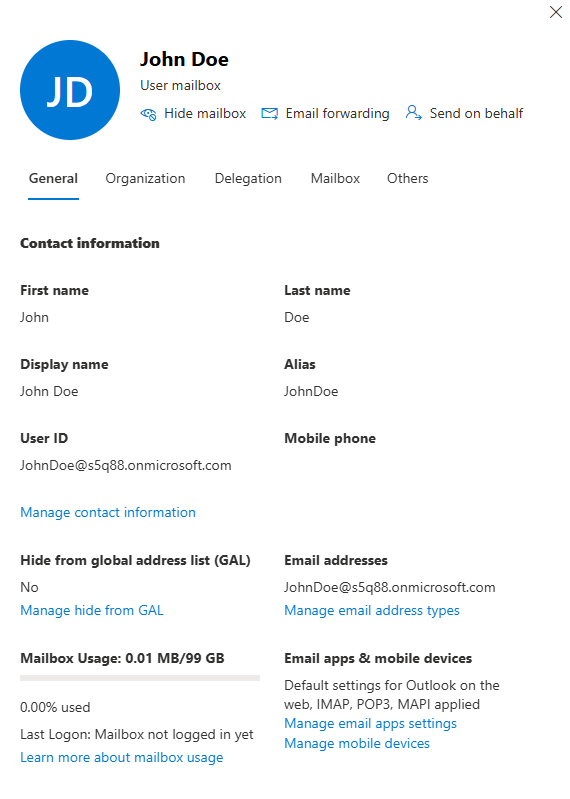 JD
John Doe
User mailbox
Hide mailbox Email forwarding Send on behalf
General Organization Delegation Mailbox Others
Contact information
First name Last name
John Doe
Display name Alias
John Doe JohnDoe
User ID Mobile phone
JohnDoe@s5q88.onmicrosoft.com
Manage contact information
Hide from global address list (GAL) Email addresses
No JohnDoe@s5q88.onmicrosoft.com
Manage hide from GAL Manage email address types
Mailbox Usage: 0.01 MB/99 GB Email apps & mobile devices
Default settings for Outlook on the
web, IMAP, POP3, MAPI applied
0.00% used
Manage email apps settings
Last Logon: Mailbox not logged in yet
Manage mobile devices
Learn more about mailbox usage